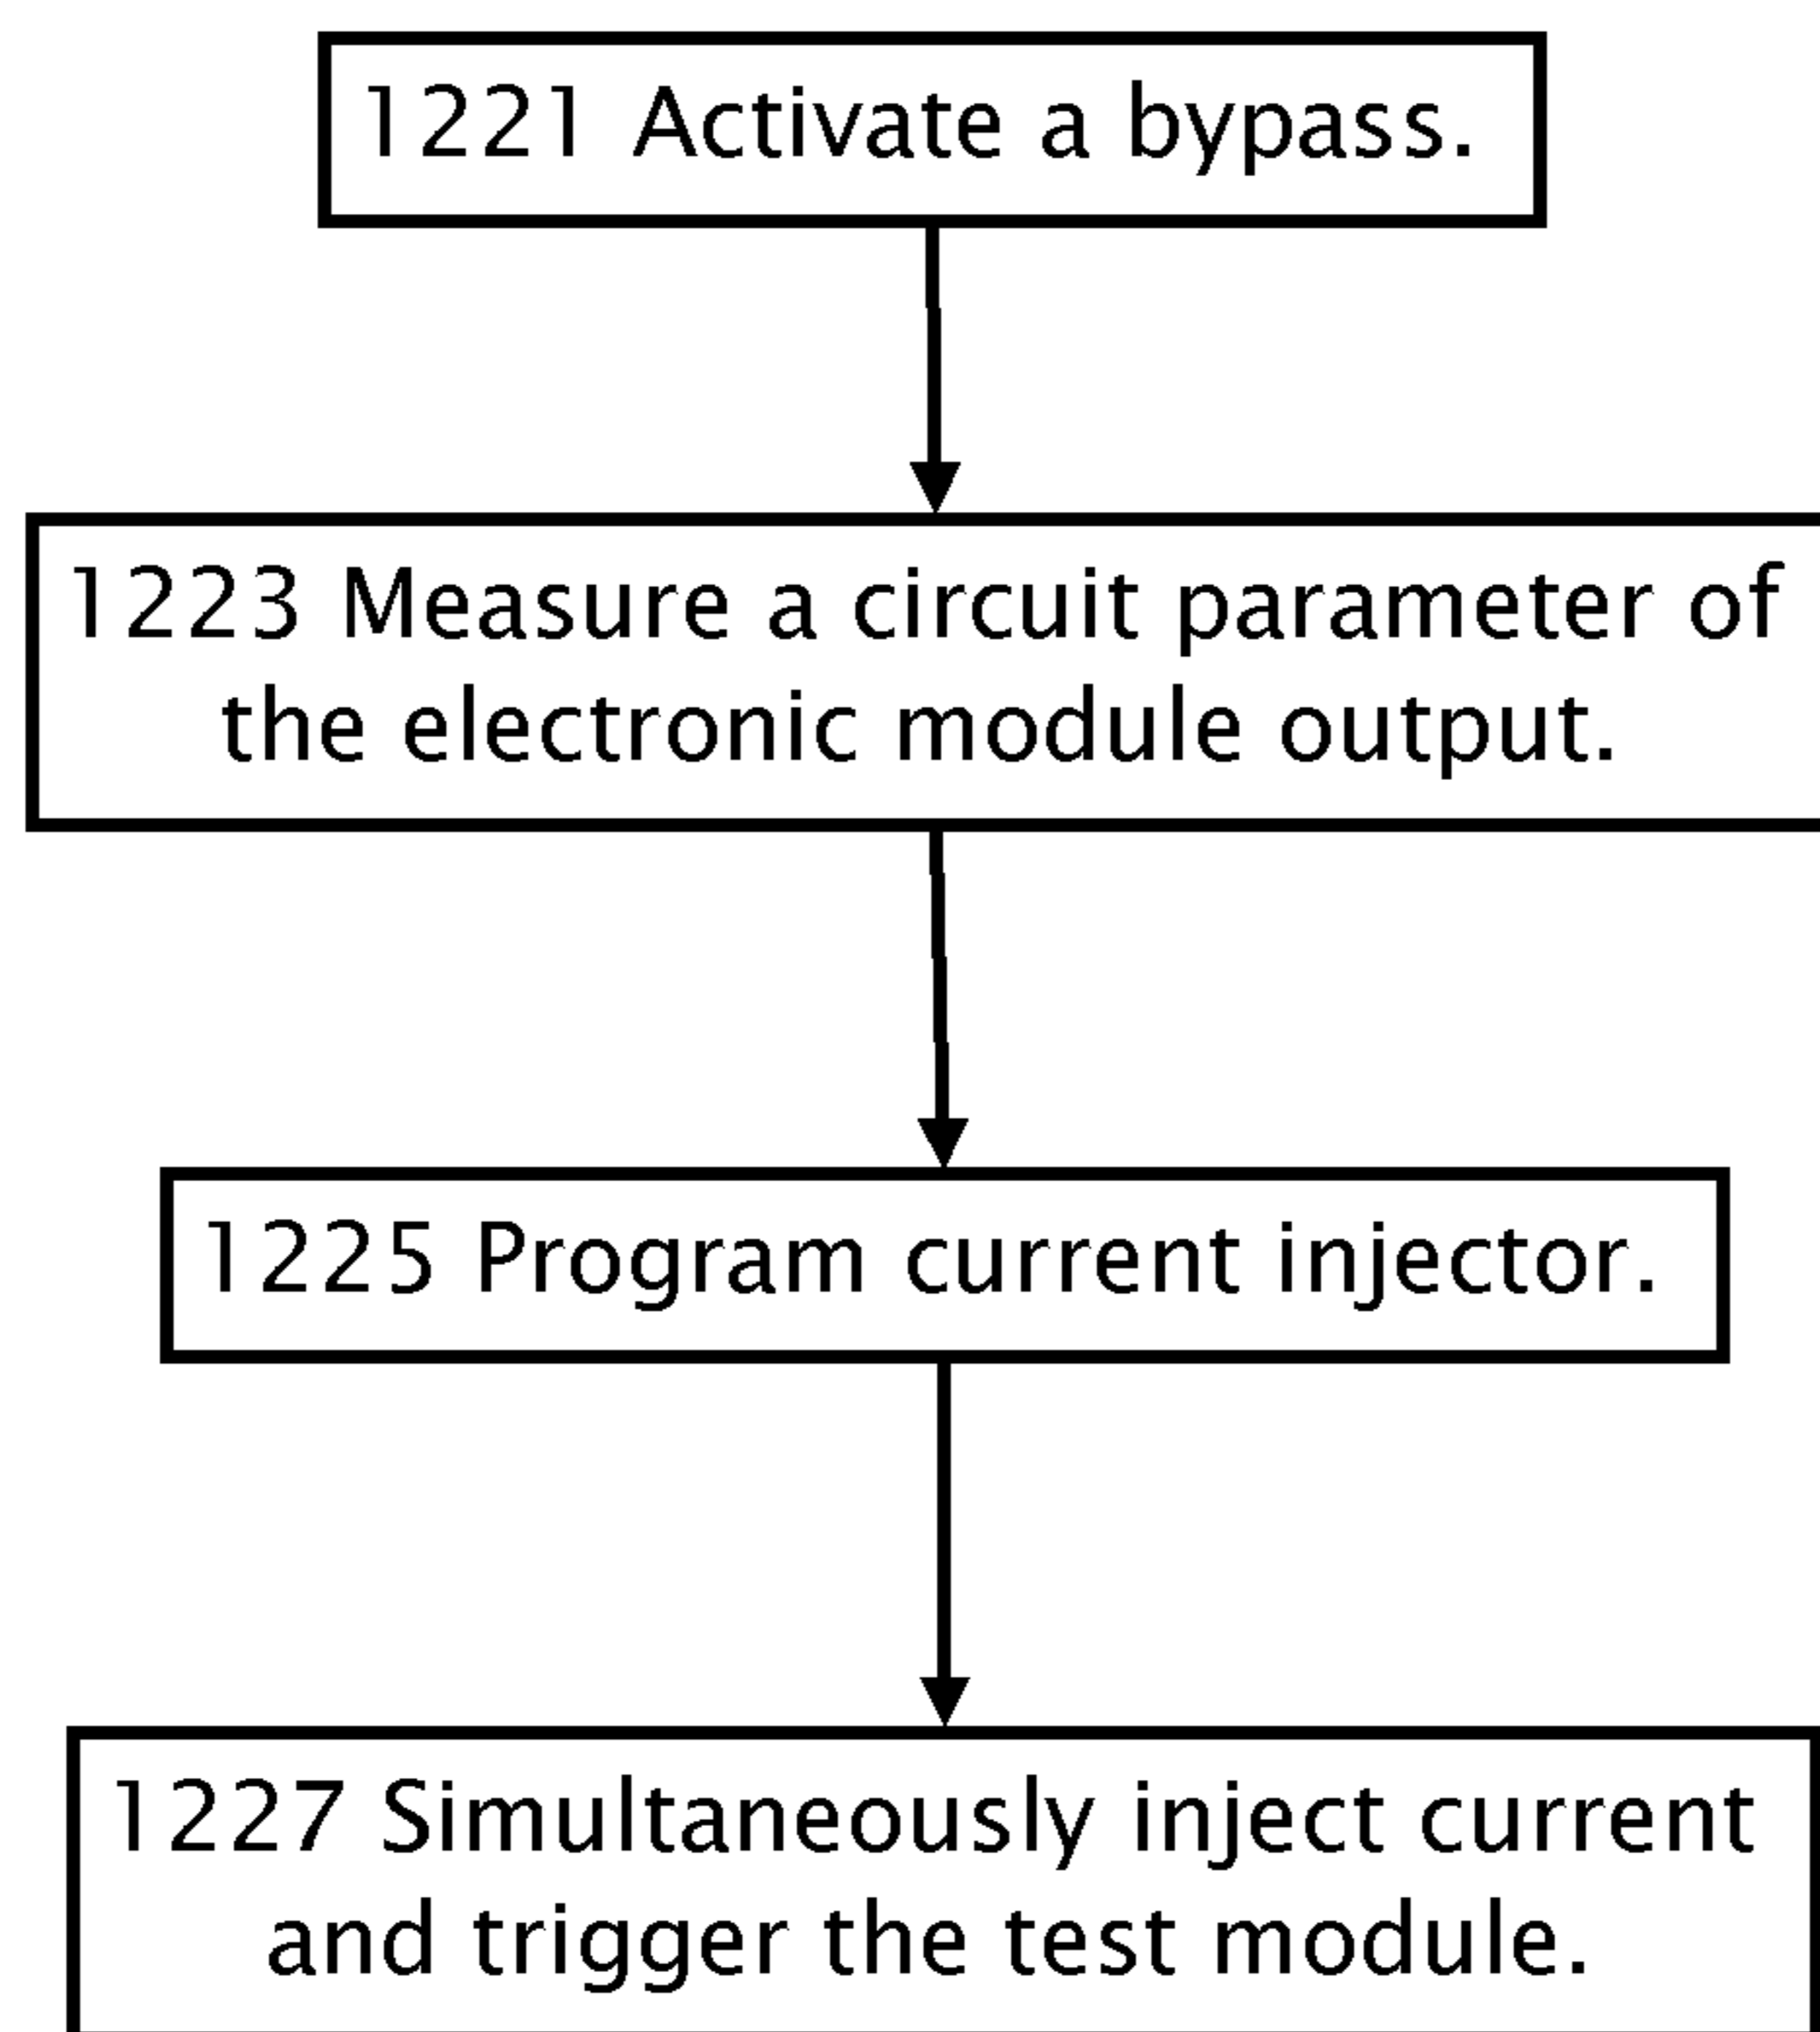 1221 Activate a bypass.
1223 Measure a circuit parameter of
the electronic module output.
1225 Program current injector.
1227 Simultaneously inject current
and trigger the test module.